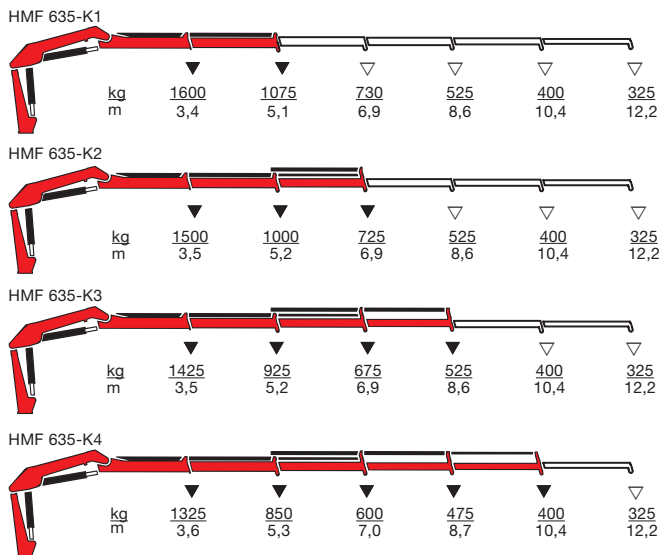 HMF 635-K1
kg 1600 1075 730 525 400 325
m 3,4 5,1 6,9 8,6 10,4 12,2
HMF 635-K2
kg 1500 1000 725 525 400 325
m 3,5 5,2 6,9 8,6 10,4 12,2
HMF 635-K3
kg 1425 925 675 525 400 325
m 3,5 5,2 6,9 8,6 10,4 12,2
HMF 635-K4
kg 1325 850 600 475 400 325
m 3,6 5,3 7,0 8,7 10,4 12,2